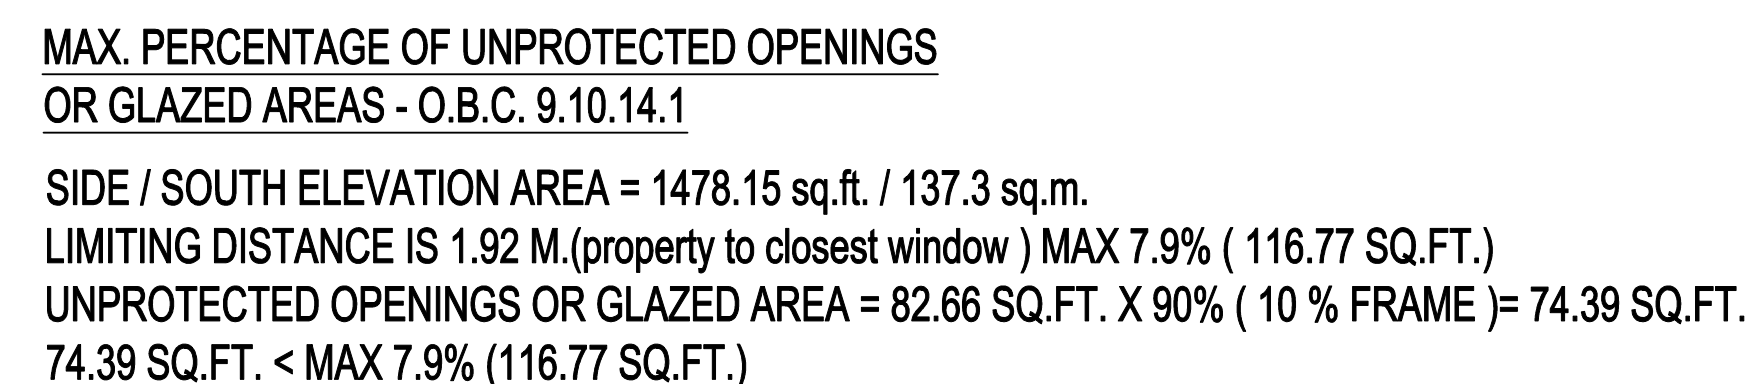 MAX. PERCENTAGE OF UNPROTECTED OPENINGS
OR GLAZED AREAS - O.B.C. 9.10.14.1
SIDE / SOUTH ELEVATION AREA = 1478.15 sq.ft. / 137.3 sq.m.
LIMITING DISTANCE IS 1.92 M.(property to closest window ) MAX 7.9% ( 116.77 SQ.FT.)
UNPROTECTED OPENINGS OR GLAZED AREA = 82.66 SQ.FT. X 90% ( 10 % FRAME )= 74.39 SQ.FT.
74.39 SQ.FT. < MAX 7.9% (116.77 SQ.FT.)